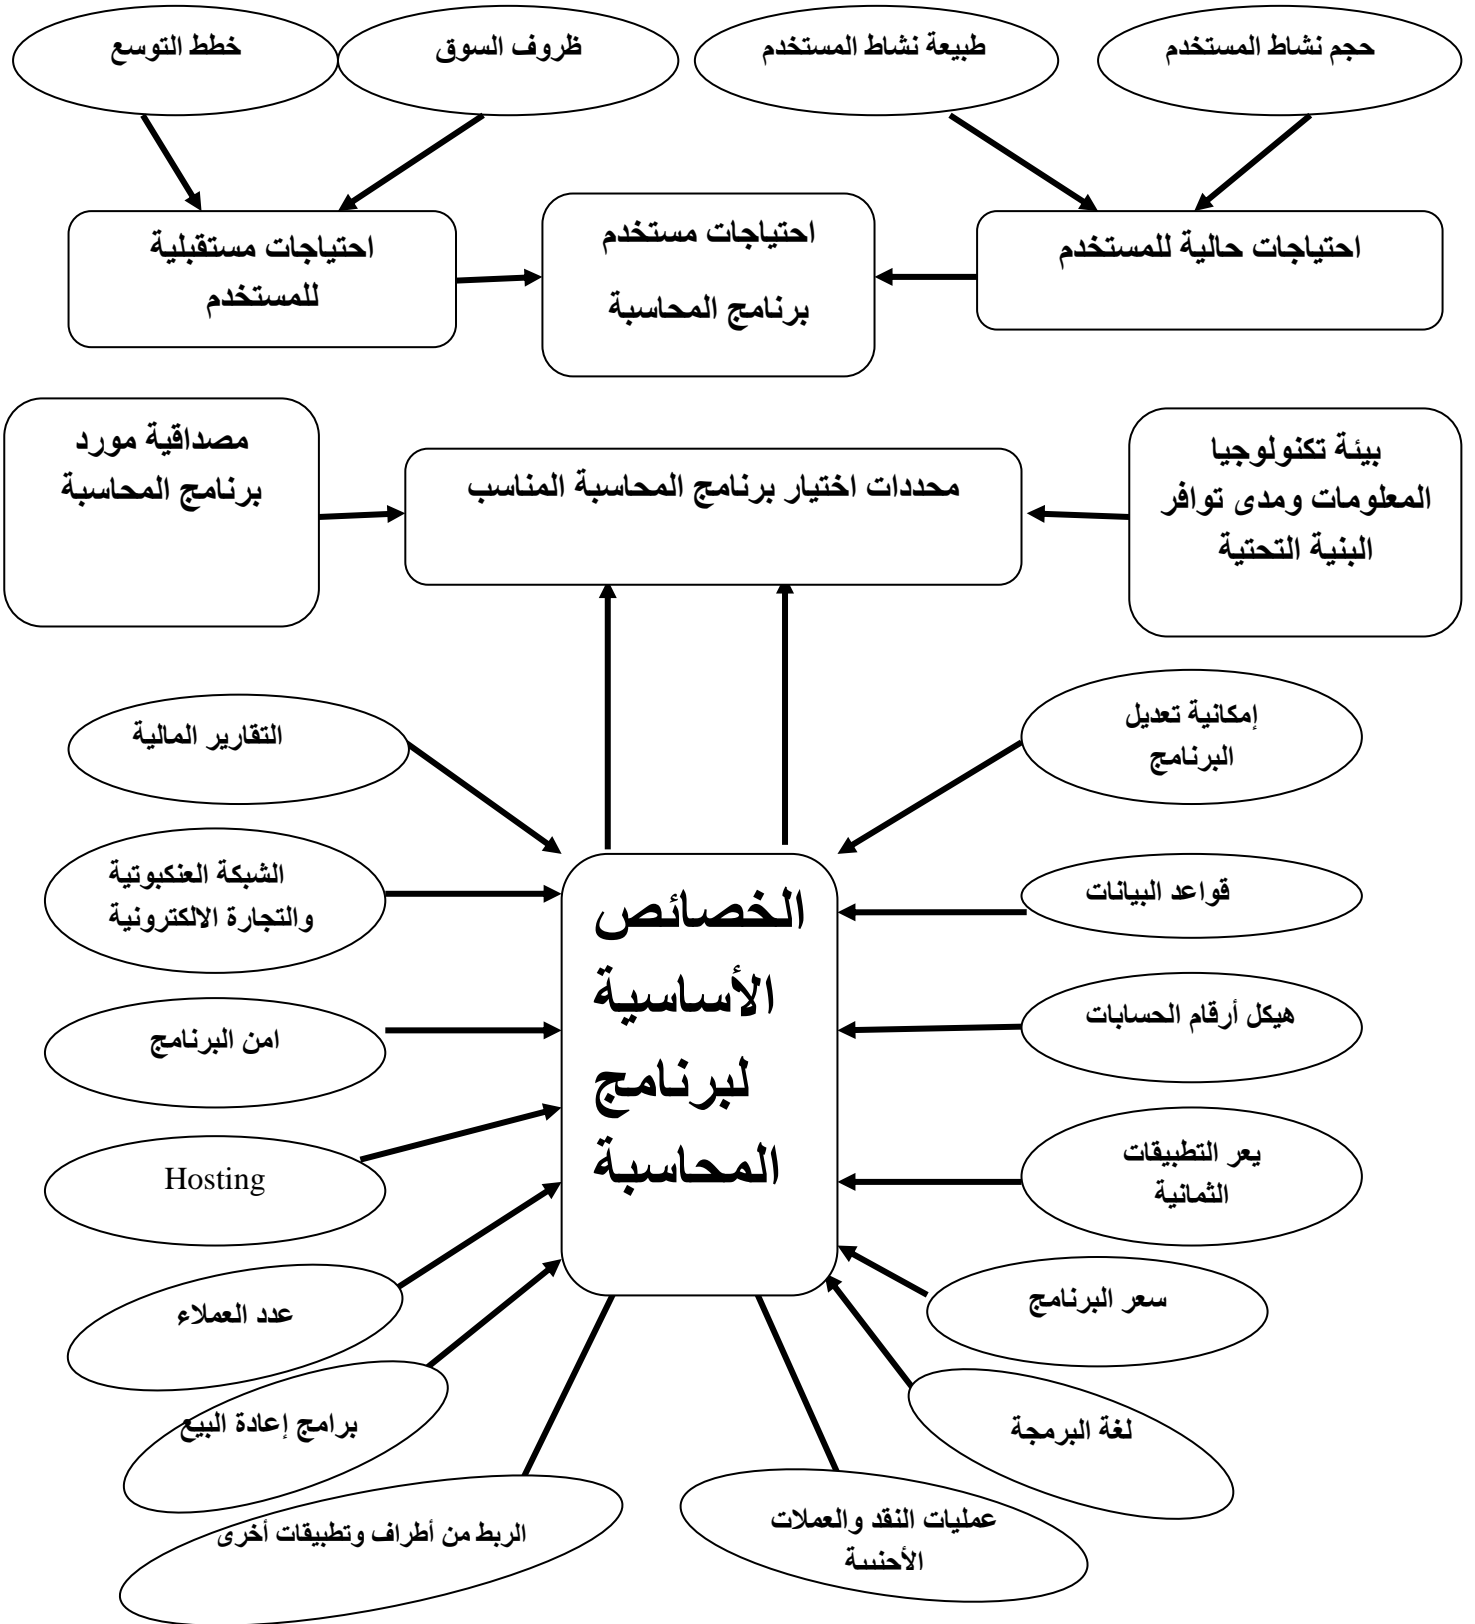 حجم نشاط المستخدم
طبيعة نشاط المستخدم
ظروف السوق
خطط التوسع
احتياجات حالية للمستخدم
احتياجات مستخدم
برنامج المحاسبة
احتياجات مستقبلية
للمستخدم
بيئة تكنولوجيا
المعلومات ومدى توافر
البنية التحتية
محددات اختيار برنامج المحاسبة المناسب
مصداقية مورد
برنامج المحاسبة
إمكانية تعديل
البرنامج
التقارير المالية
الخصائص
الأساسية
لبرنامج
المحاسبة
قواعد البيانات
الشبكة العنكبوتية
والتجارة الالكترونية
هيكل أرقام الحسابات
امن البرنامج
يعر التطبيقات
الثمانية
Hosting
سعر البرنامج
عدد العملاء
لغة البرمجة
برامج إعادة البيع
عمليات النقد والعملات
الأجنبية
الربط من أطراف وتطبيقات أخرى